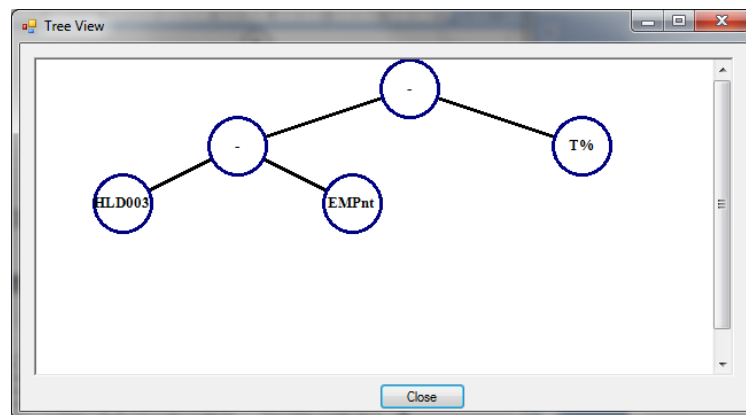 Tree View
-
-
T%
HLD003
EMPnt
Close